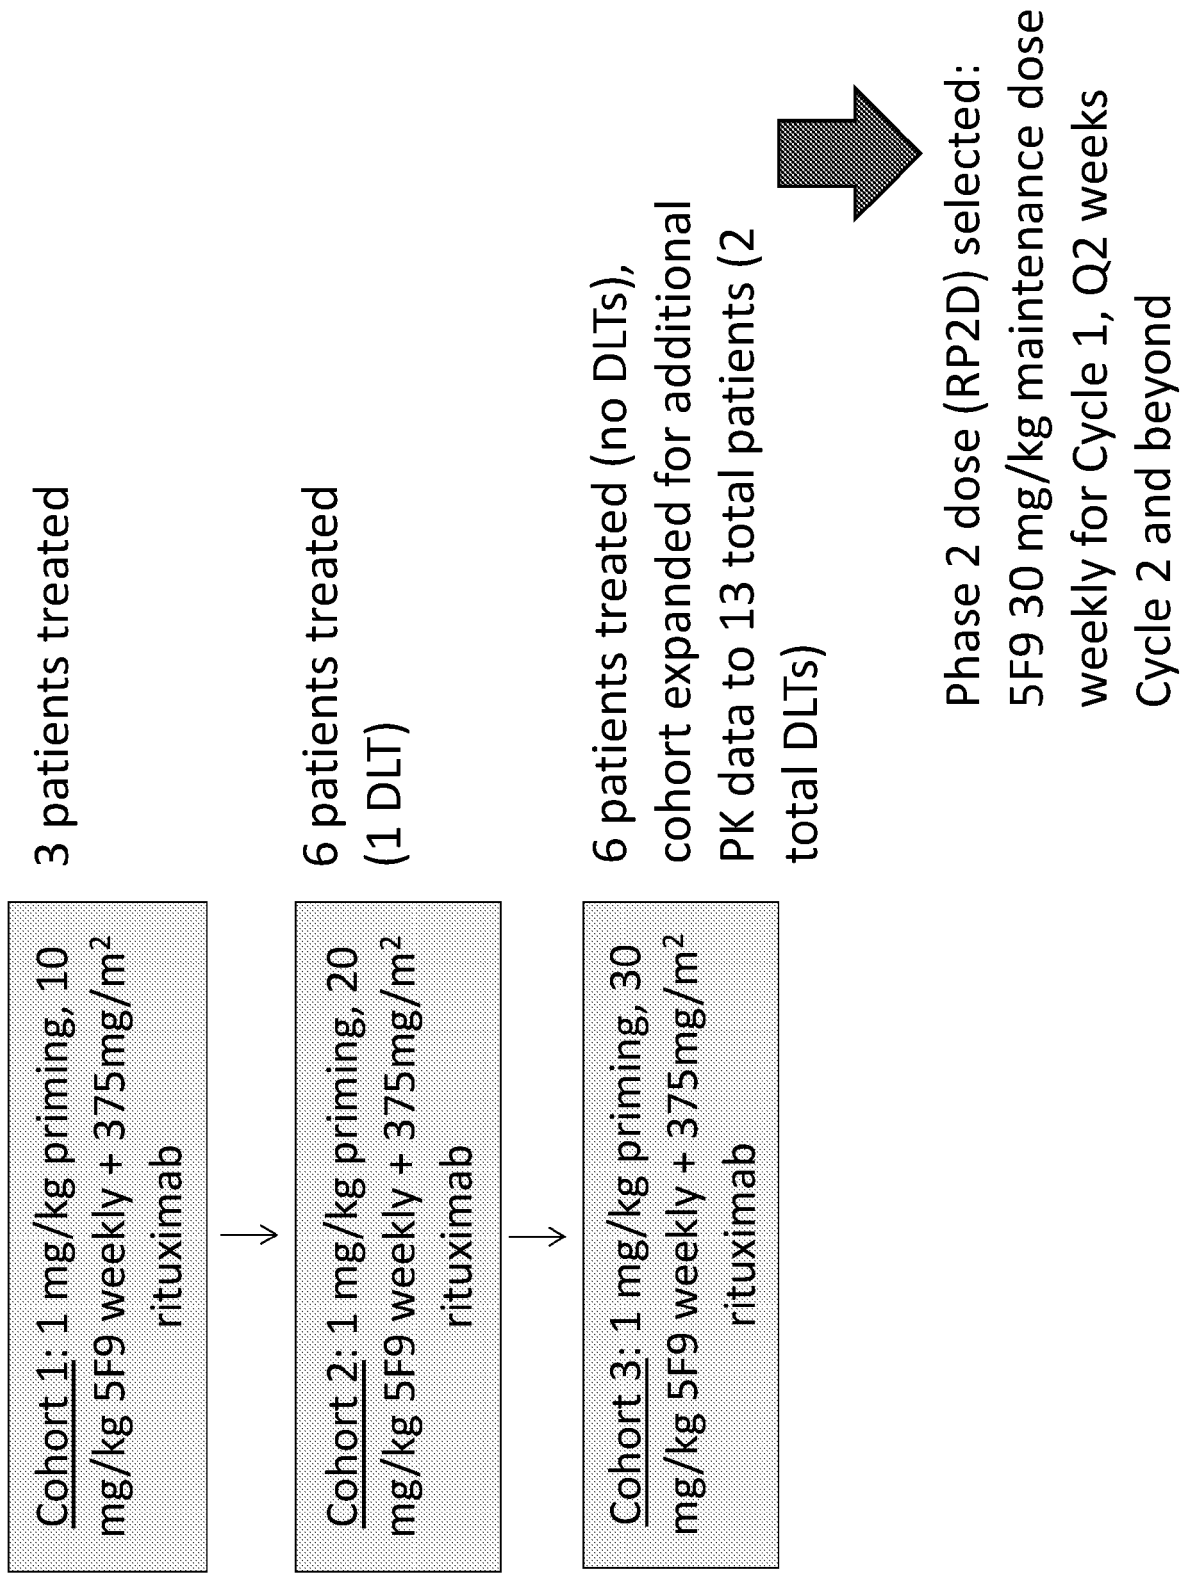 Cohort 1: 1 mg/kg priming, 10
mg/kg 5F9 weekly + 375mg/m²
rituximab
3 patients treated
Cohort 2: 1 mg/kg priming, 20
mg/kg 5F9 weekly + 375mg/m²
rituximab
6 patients treated
(1 DLT)
Cohort 3: 1 mg/kg priming, 30
mg/kg 5F9 weekly + 375mg/m²
rituximab
6 patients treated (no DLTs),
cohort expanded for additional
PK data to 13 total patients (2
total DLTs)
Phase 2 dose (RP2D) selected:
5F9 30 mg/kg maintenance dose
weekly for Cycle 1, Q2 weeks
Cycle 2 and beyond